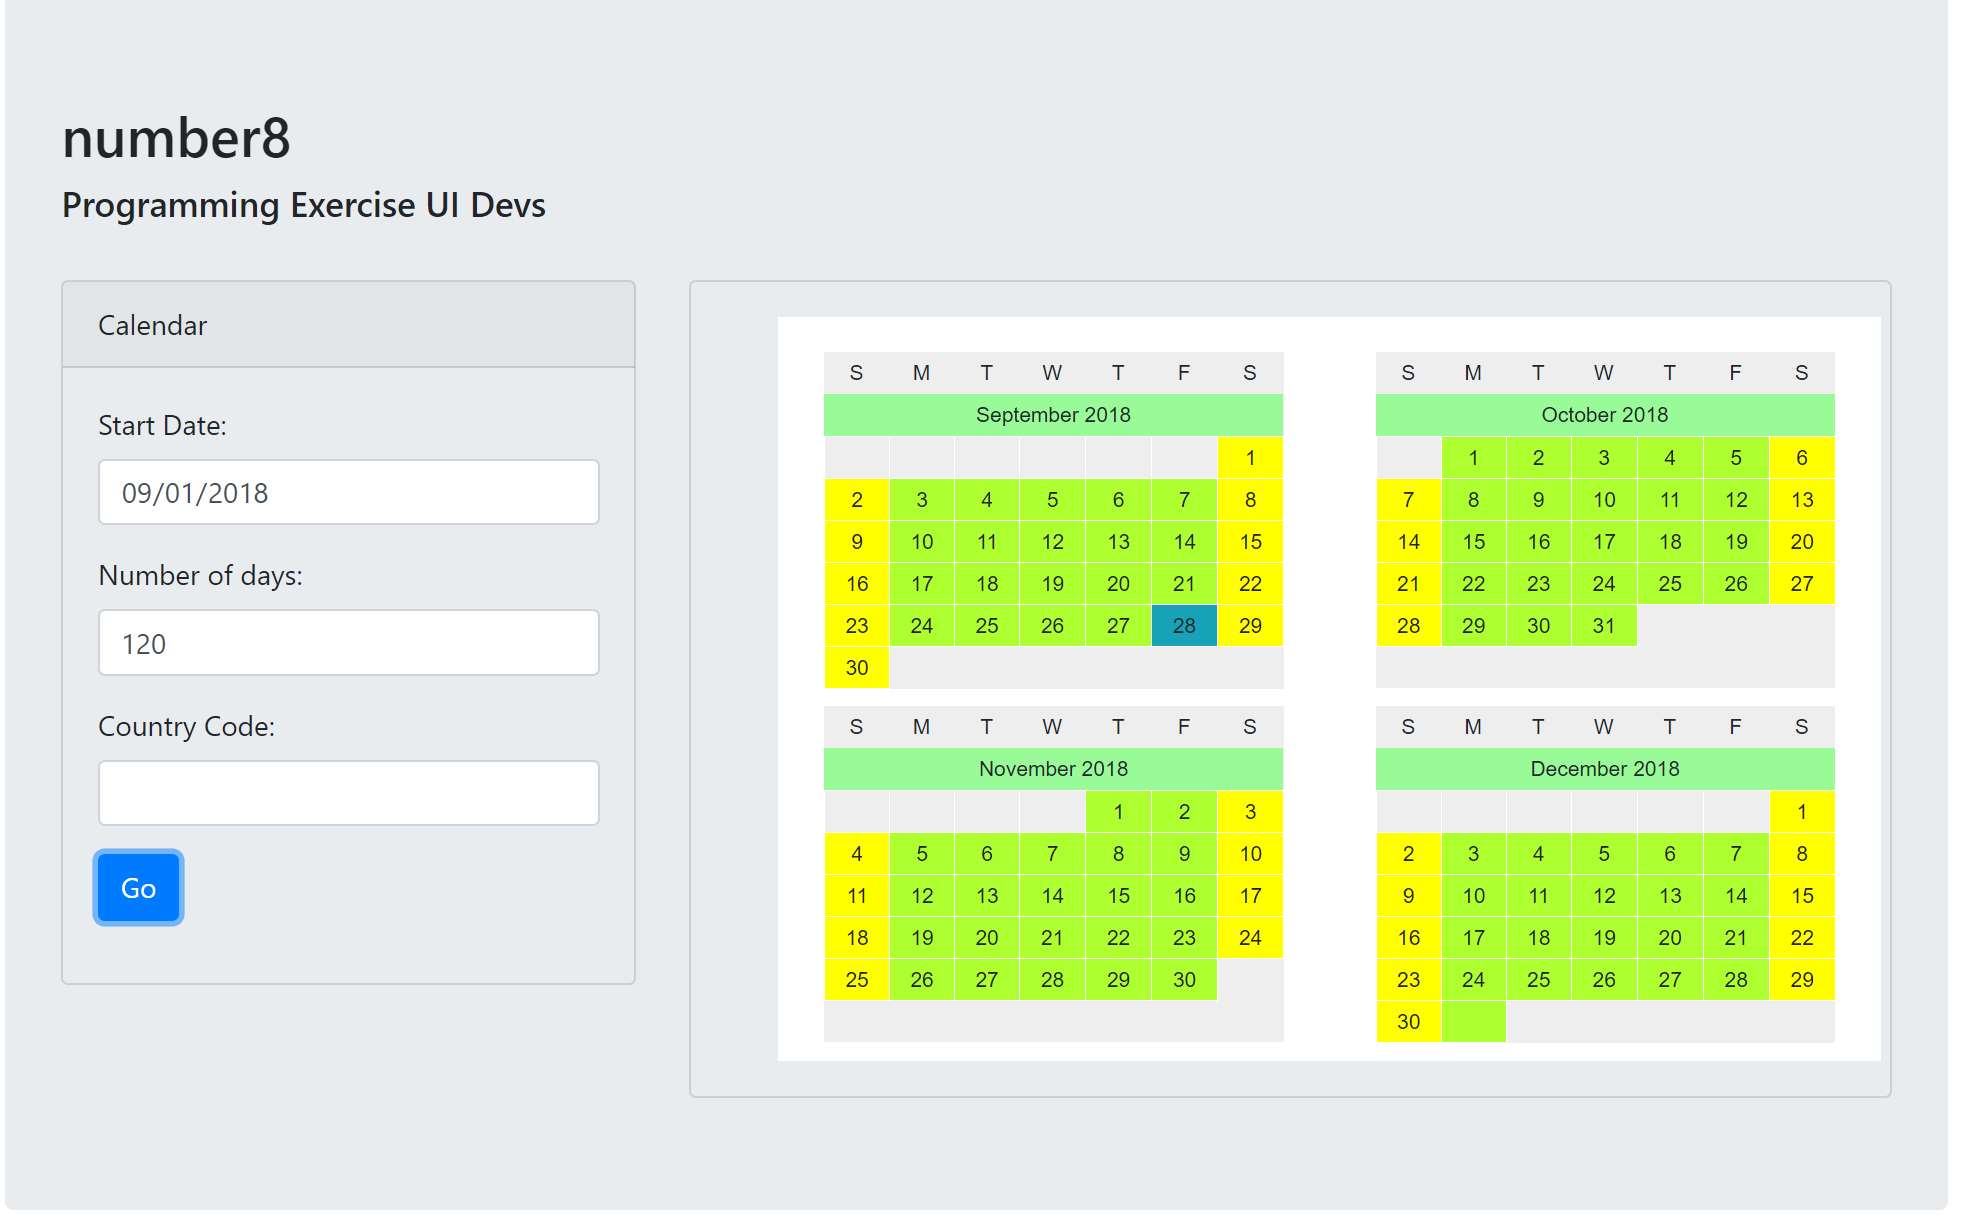 number8
Programming Exercise UI Devs
Calendar
Start Date:
09/01/2018
Number of days:
120
Country Code:
Go
S M T W T F S
September 2018
1
2 3 4 5 6 7 8
9 10 11 12 13 14 15
16 17 18 19 20 21 22
23 24 25 26 27 28 29
30
S M T W T F S
October 2018
1 2 3 4 5 6
7 8 9 10 11 12 13
14 15 16 17 18 19 20
21 22 23 24 25 26 27
28 29 30 31
S M T W T F S
November 2018
1 2 3
4 5 6 7 8 9 10
11 12 13 14 15 16 17
18 19 20 21 22 23 24
25 26 27 28 29 30
S M T W T F S
December 2018
1
2 3 4 5 6 7 8
9 10 11 12 13 14 15
16 17 18 19 20 21 22
23 24 25 26 27 28 29
30